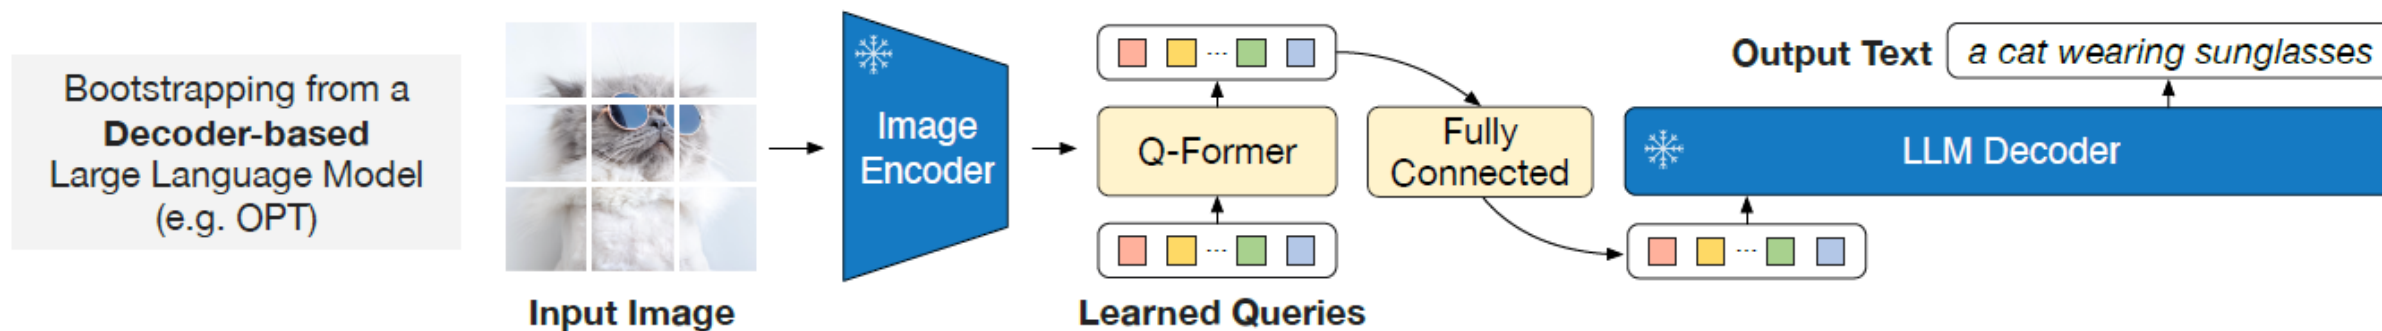 Bootstrapping from a
Decoder-based
Large Language Model
(e.g. OPT)
Input Image
Image
Encoder
Q-Former
Learned Queries
Fully
Connected
Output Text
a cat wearing sunglasses
LLM Decoder